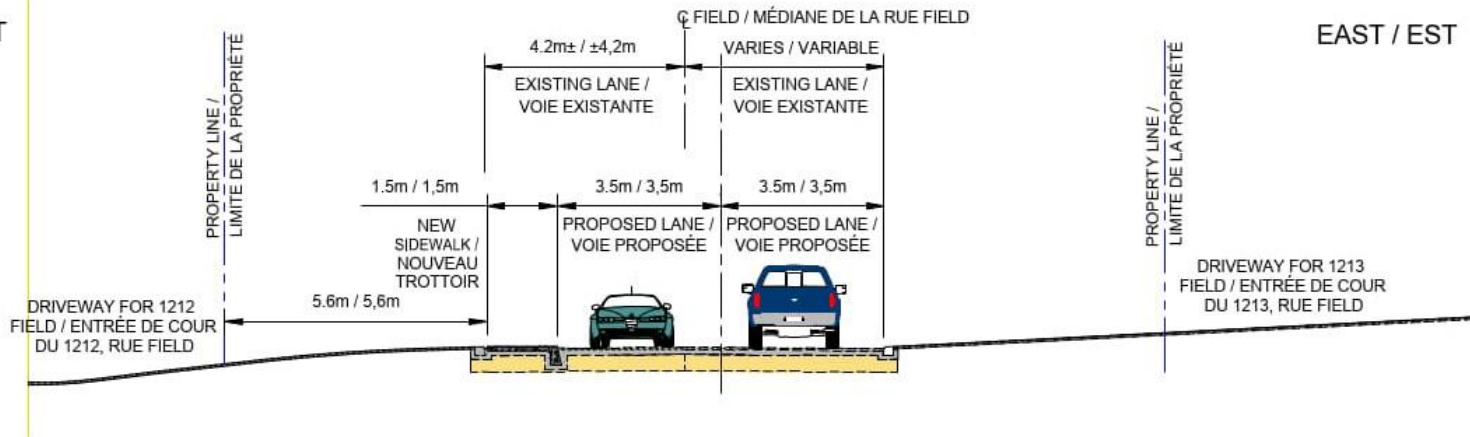 T
℄ FIELD / MÉDIANE DE LA RUE FIELD
EAST / EST
4.2m± / ±4,2m
VARIES / VARIABLE
EXISTING LANE /
VOIE EXISTANTE
EXISTING LANE /
VOIE EXISTANTE
PROPERTY LINE /
LIMITE DE LA PROPRIÉTÉ
PROPERTY LINE /
LIMITE DE LA PROPRIÉTÉ
1.5m / 1,5m
3.5m / 3,5m
3.5m / 3,5m
NEW
SIDEWALK /
NOUVEAU
TROTTOIR
PROPOSED LANE /
VOIE PROPOSÉE
PROPOSED LANE /
VOIE PROPOSÉE
5.6m / 5,6m
DRIVEWAY FOR 1212
FIELD / ENTRÉE DE COUR
DU 1212, RUE FIELD
DRIVEWAY FOR 1213
FIELD / ENTRÉE DE COUR
DU 1213, RUE FIELD